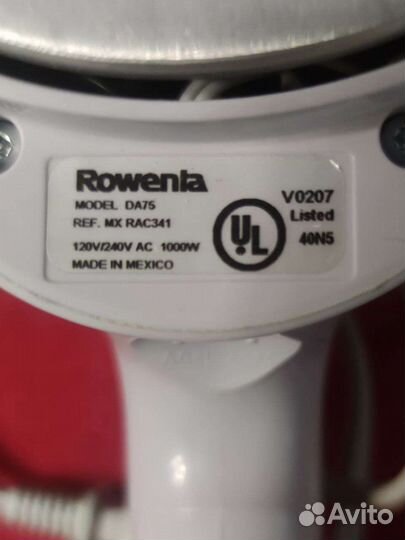 Rowenta
MODEL DA75
REF. MX RAC341
120V/240V AC 1000W
MADE IN MEXICO
UL
V0207
Listed
40N5
Avito